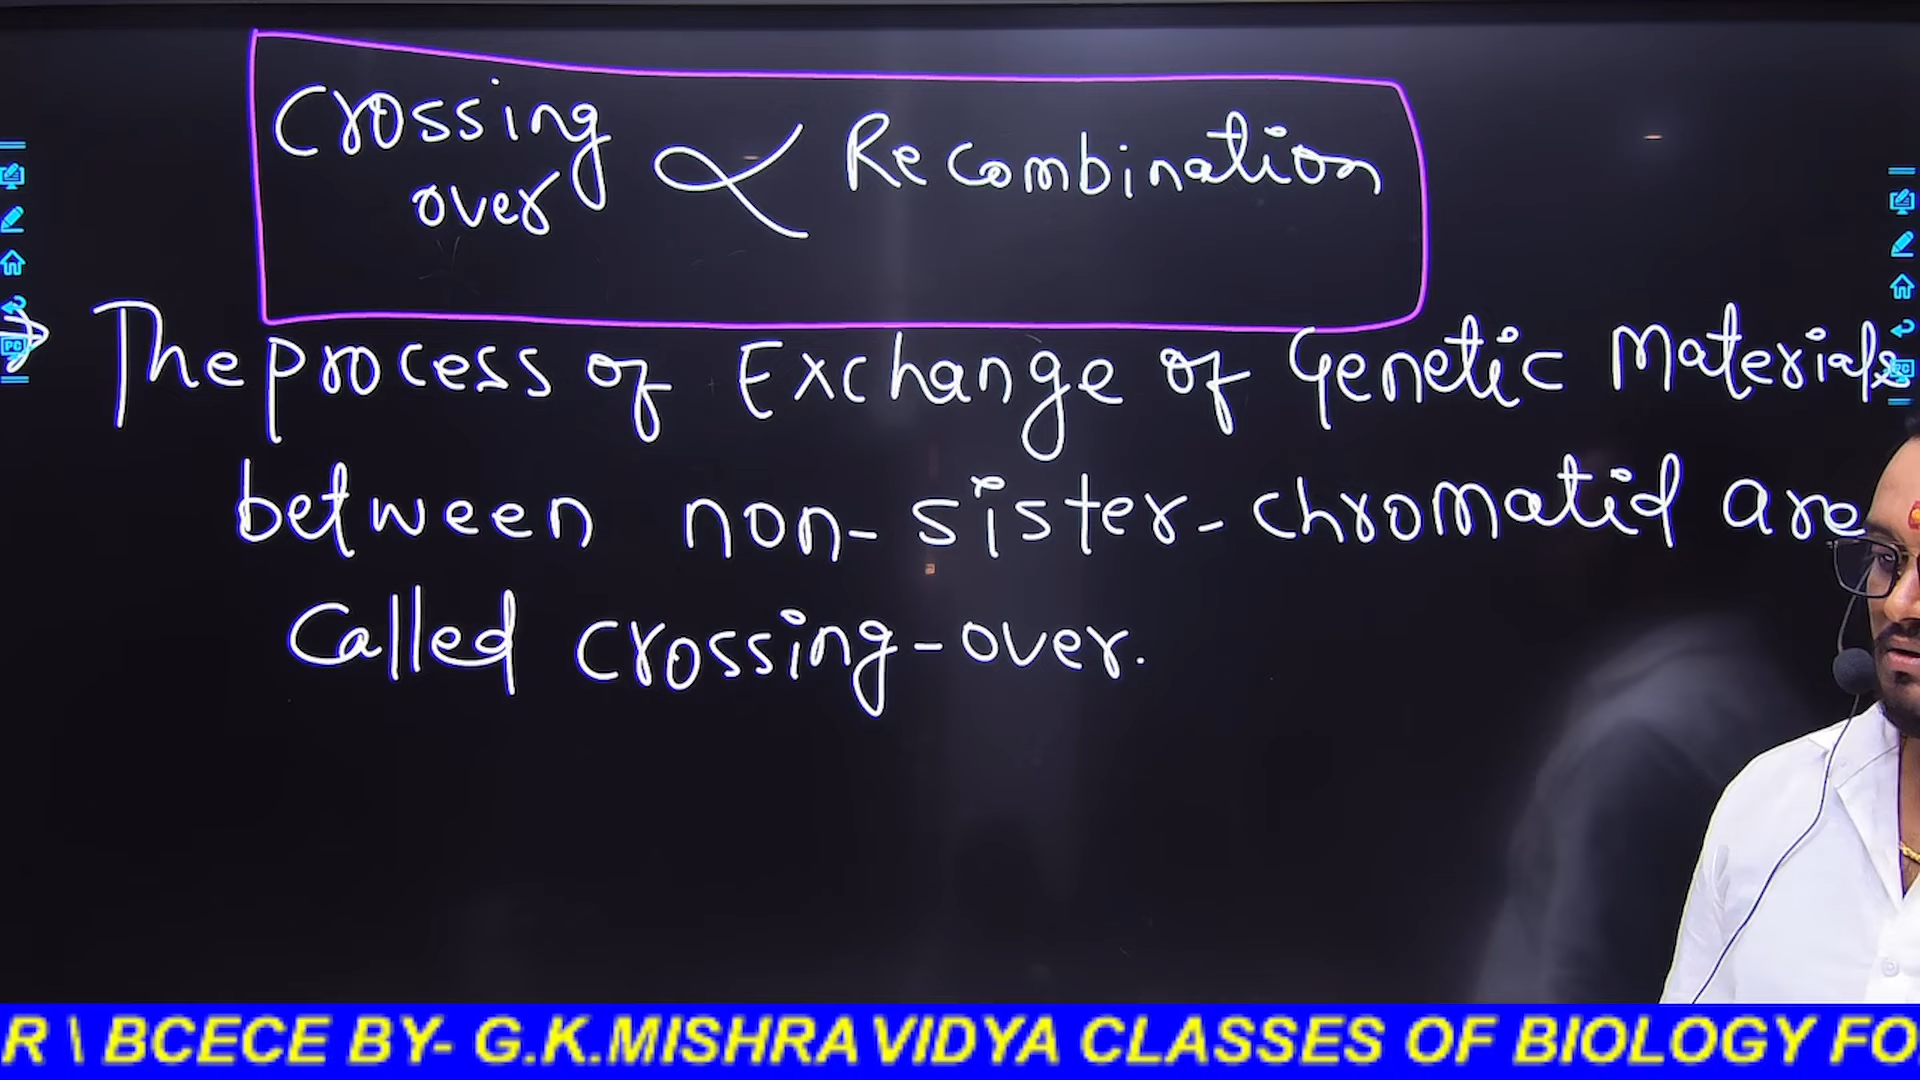 Crossing over ∝ Recombination
→ The process of Exchange of Genetic Materials
between non-sister-chromatid are
Called crossing-over.
R \ BCECE BY- G.K.MISHRA VIDYA CLASSES OF BIOLOGY FO